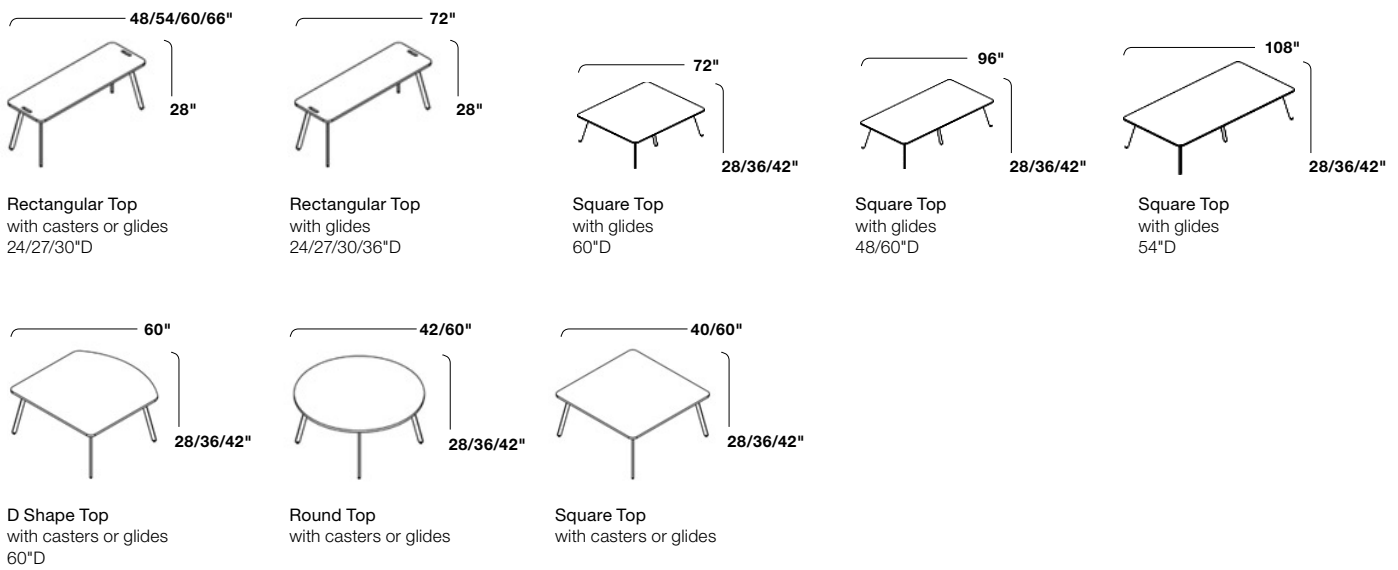 48/54/60/66"
28"
Rectangular Top
with casters or glides
24/27/30"D
72"
28"
Rectangular Top
with glides
24/27/30/36"D
72"
28/36/42"
Square Top
with glides
60"D
96"
28/36/42"
Square Top
with glides
48/60"D
108"
28/36/42"
Square Top
with glides
54"D
60"
28/36/42"
D Shape Top
with casters or glides
60"D
42/60"
28/36/42"
Round Top
with casters or glides
40/60"
28/36/42"
Square Top
with casters or glides